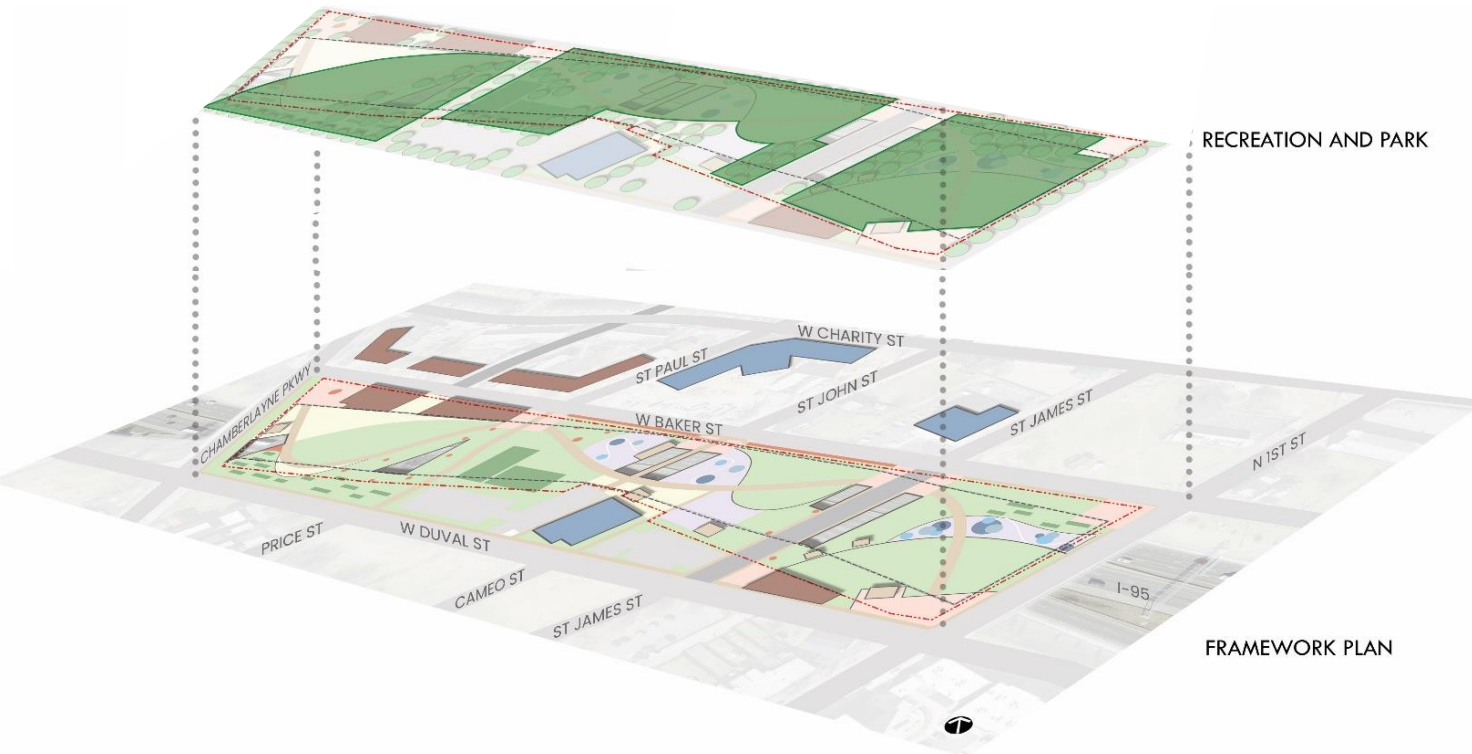 RECREATION AND PARK
W CHARITY ST
ST PAUL ST
ST JOHN ST
CHAMBERLAYNE PKWY
W BAKER ST
ST JAMES ST
N 1ST ST
PRICE ST
W DUVAL ST
CAMEO ST
ST JAMES ST
I-95
FRAMEWORK PLAN